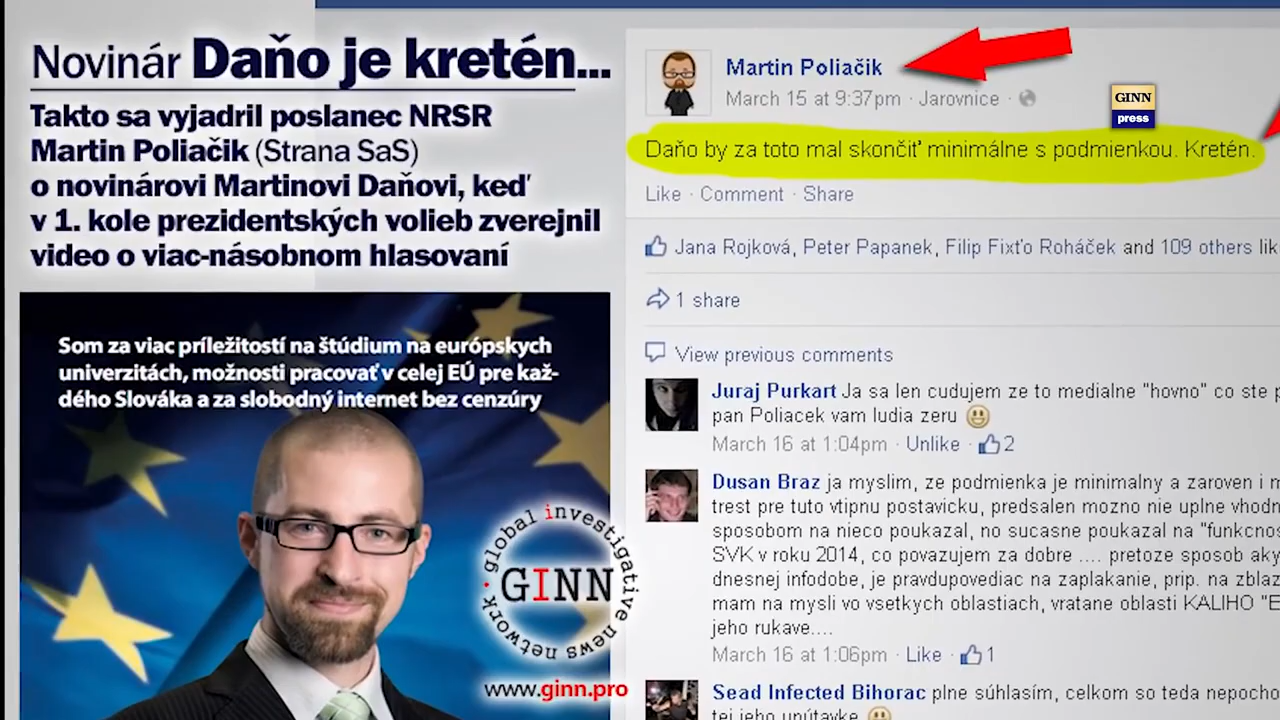 Novinár Daňo je kretén...
Takto sa vyjadril poslanec NRSR
Martin Poliačik (Strana SaS)
o novinárovi Martinovi Daňovi, keď
v 1. kole prezidentských volieb zverejnil
video o viac-násobnom hlasovaní
Som za viac príležitostí na štúdium na európskych
univerzitách, možnosti pracovať v celej EÚ pre kaž-
dého Slováka a za slobodný internet bez cenzúry
global investigative news network
GINN
www.ginn.pro
Martin Poliačik
March 15 at 9:37pm · Jarovnice
GINN
press
Daňo by za toto mal skončiť minimálne s podmienkou. Kretén.
Like · Comment · Share
Jana Rojková, Peter Papanek, Filip Fixťo Roháček and 109 others
1 share
View previous comments
Juraj Purkart Ja sa len cudujem ze to medialne "hovno" co ste
pan Poliacek vam ludia zeru
March 16 at 1:04pm · Unlike · 2
Dusan Braz ja myslim, ze podmienka je minimalny a zaroven i
trest pre tuto vtipnu postavicku, predsalen mozno nie uplne
sposobom na nieco poukazal, no sucasne poukazal na
SVK v roku 2014, co povazujem za dobre .... pretoze sposob
dnesnej infodobe, je pravdupovediac na zaplakanie, prip. na
mam na mysli vo vsetkych oblastiach, vratane oblasti KALIHO
jeho rukave....
March 16 at 1:06pm · Like · 1
Sead Infected Bihorac plne súhlasím, celkom so teda
tej jeho upútavke